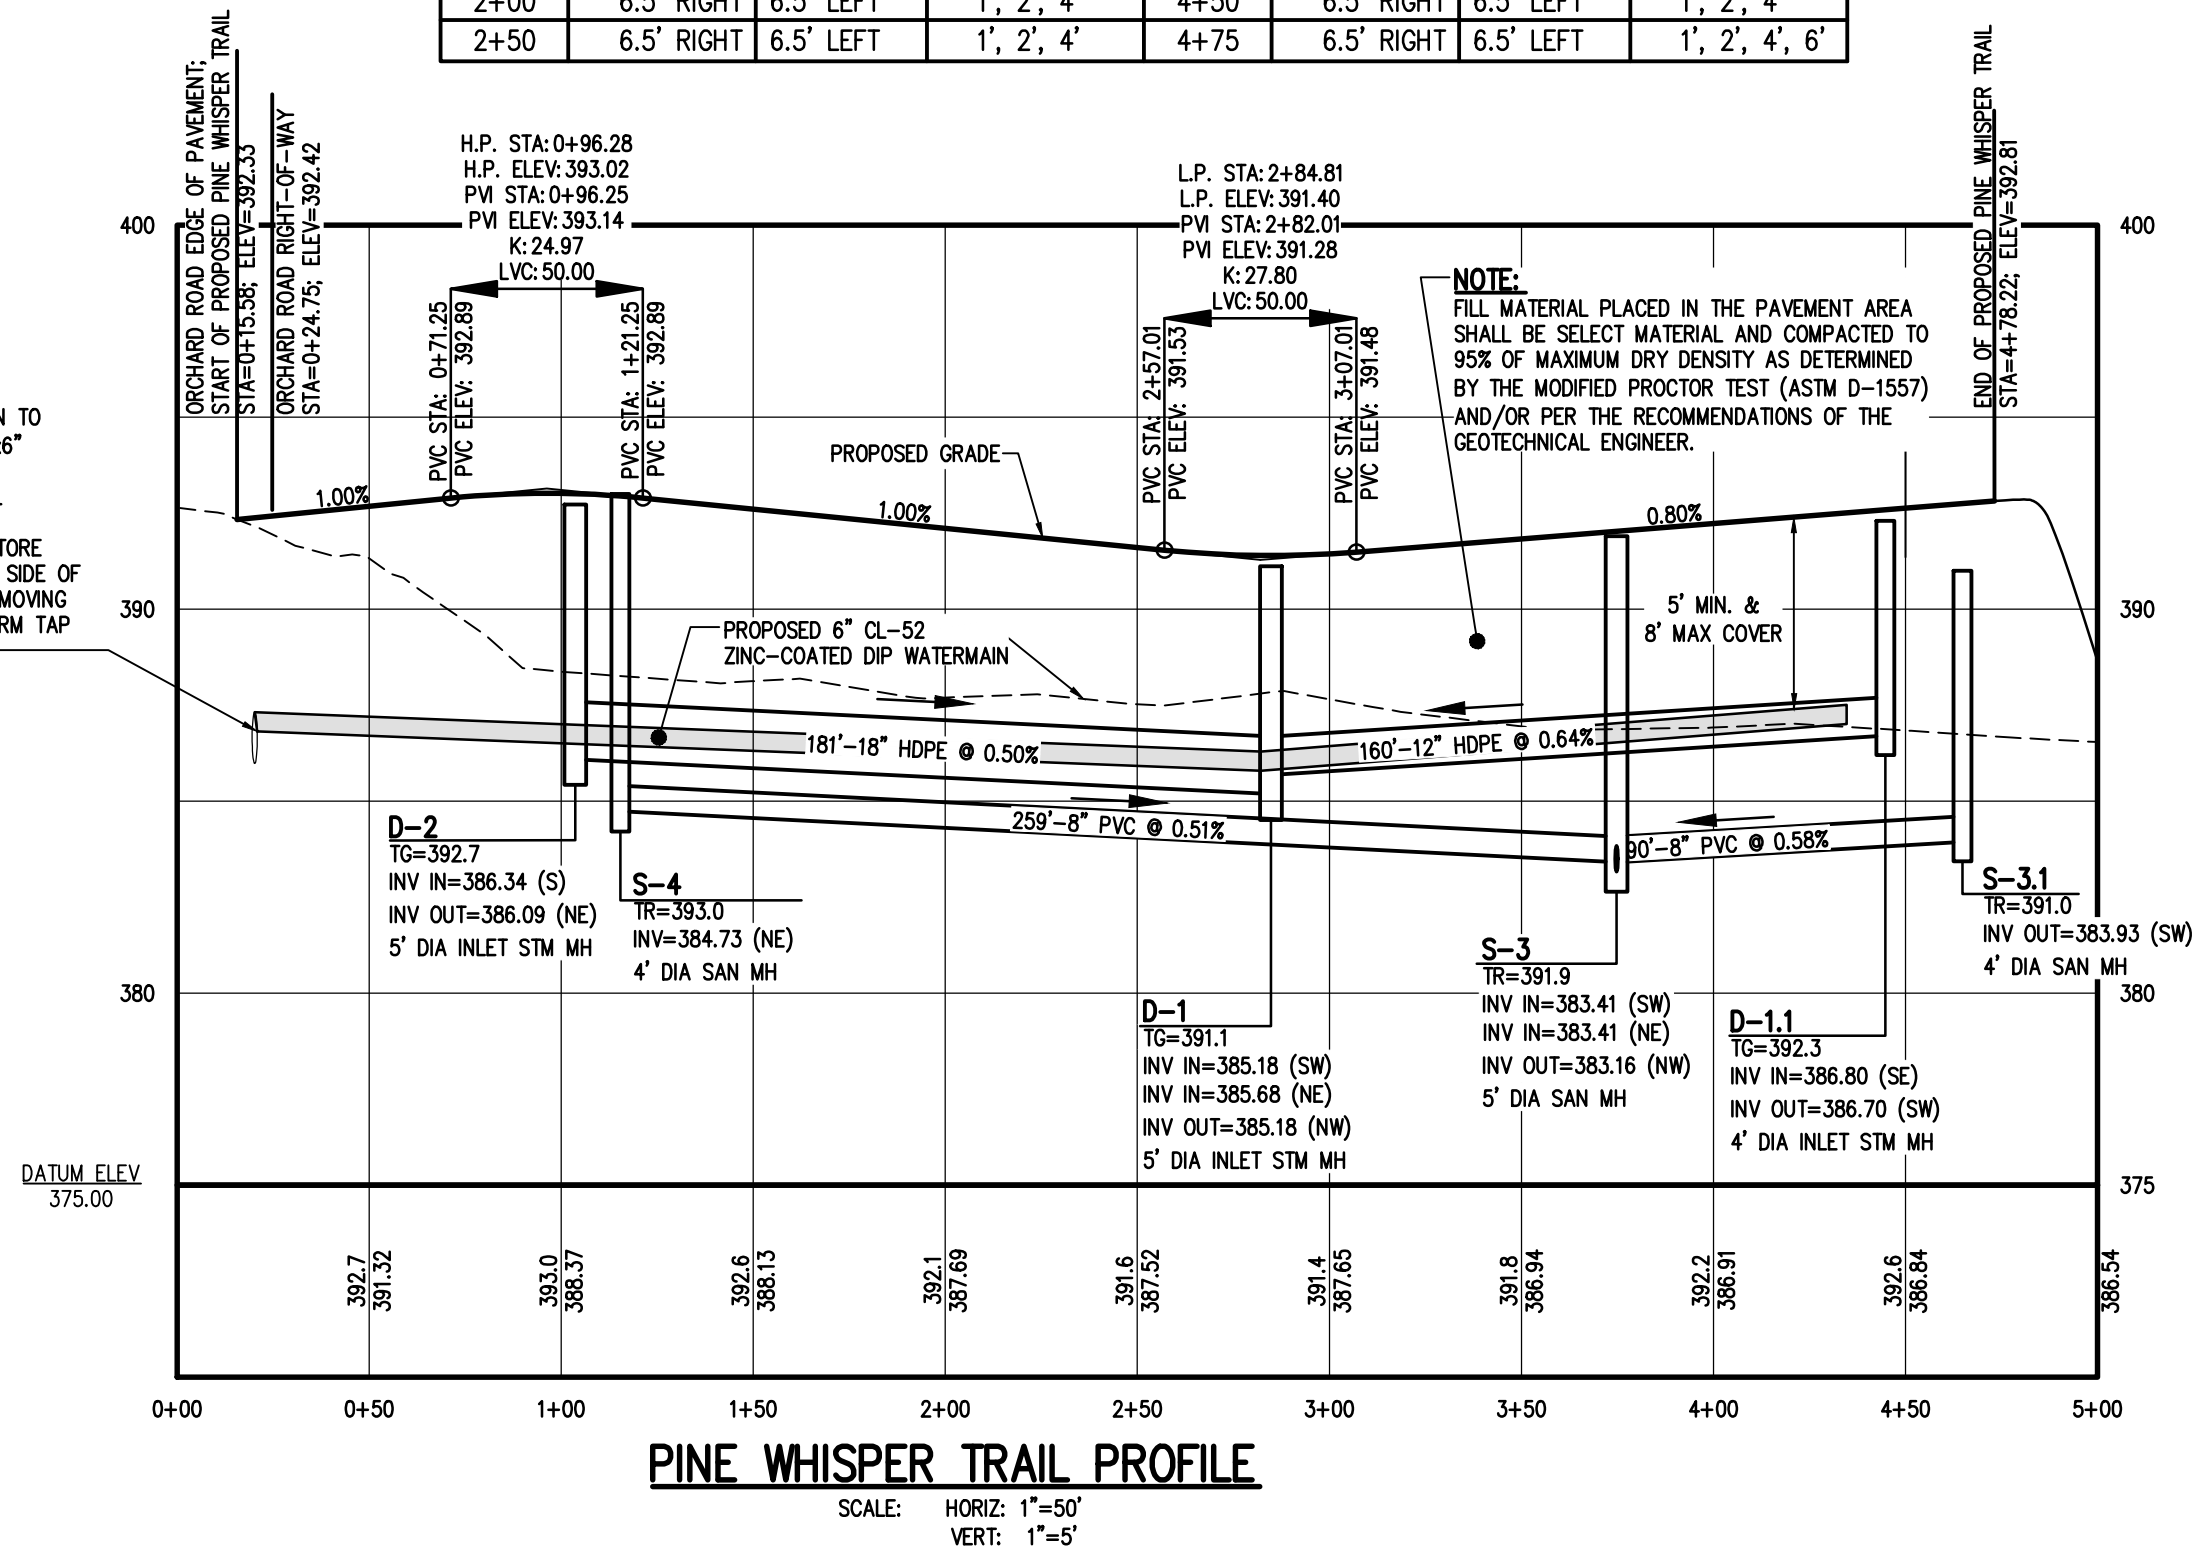 2+00 6.5' RIGHT 6.5' LEFT 1', 2', 4' 4+50 6.5' RIGHT 6.5' LEFT 1', 2', 4'
2+50 6.5' RIGHT 6.5' LEFT 1', 2', 4' 4+75 6.5' RIGHT 6.5' LEFT 1', 2', 4', 6'
ORCHARD ROAD EDGE OF PAVEMENT;
START OF PROPOSED PINE WHISPER TRAIL
STA=0+15.58; ELEV=392.33
ORCHARD ROAD RIGHT-OF-WAY
STA=0+24.75; ELEV=392.42
H.P. STA: 0+96.28
H.P. ELEV: 393.02
PVI STA: 0+96.25
PVI ELEV: 393.14
K: 24.97
LVC: 50.00
PVC STA: 0+71.25
PVC ELEV: 392.89
PVC STA: 1+21.25
PVC ELEV: 392.89
L.P. STA: 2+84.81
L.P. ELEV: 391.40
PVI STA: 2+82.01
PVI ELEV: 391.28
K: 27.80
LVC: 50.00
PVC STA: 2+57.01
PVC ELEV: 391.53
PVC STA: 3+07.01
PVC ELEV: 391.48
NOTE:
FILL MATERIAL PLACED IN THE PAVEMENT AREA
SHALL BE SELECT MATERIAL AND COMPACTED TO
95% OF MAXIMUM DRY DENSITY AS DETERMINED
BY THE MODIFIED PROCTOR TEST (ASTM D-1557)
AND/OR PER THE RECOMMENDATIONS OF THE
GEOTECHNICAL ENGINEER.
END OF PROPOSED PINE WHISPER TRAIL
STA=4+78.22; ELEV=392.81
400
400
N TO
6"
TORE
SIDE OF
MOVING
RM TAP
390
390
1.00%
PROPOSED GRADE
1.00%
0.80%
5' MIN. &
8' MAX COVER
PROPOSED 6" CL-52
ZINC-COATED DIP WATERMAIN
181'-18" HDPE @ 0.50%
160'-12" HDPE @ 0.64%
259'-8" PVC @ 0.51%
90'-8" PVC @ 0.58%
D-2
TG=392.7
INV IN=386.34 (S)
INV OUT=386.09 (NE)
5' DIA INLET STM MH
S-4
TR=393.0
INV=384.73 (NE)
4' DIA SAN MH
D-1
TG=391.1
INV IN=385.18 (SW)
INV IN=385.68 (NE)
INV OUT=385.18 (NW)
5' DIA INLET STM MH
S-3
TR=391.9
INV IN=383.41 (SW)
INV IN=383.41 (NE)
INV OUT=383.16 (NW)
5' DIA SAN MH
D-1.1
TG=392.3
INV IN=386.80 (SE)
INV OUT=386.70 (SW)
4' DIA INLET STM MH
S-3.1
TR=391.0
INV OUT=383.93 (SW)
4' DIA SAN MH
380
380
DATUM ELEV
375.00
375
392.7
391.32
393.0
388.37
392.6
388.13
392.1
387.69
391.6
387.52
391.4
387.65
391.8
386.94
392.2
386.91
392.6
386.84
386.54
0+00 0+50 1+00 1+50 2+00 2+50 3+00 3+50 4+00 4+50 5+00
PINE WHISPER TRAIL PROFILE
SCALE: HORIZ: 1"=50'
VERT: 1"=5'